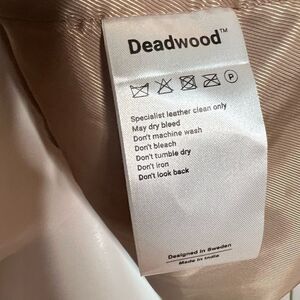 Deadwood™
P
Specialist leather clean only
May dry bleed
Don't machine wash
Don't bleach
Don't tumble dry
Don't iron
Don't look back
Designed in Sweden
Made in India